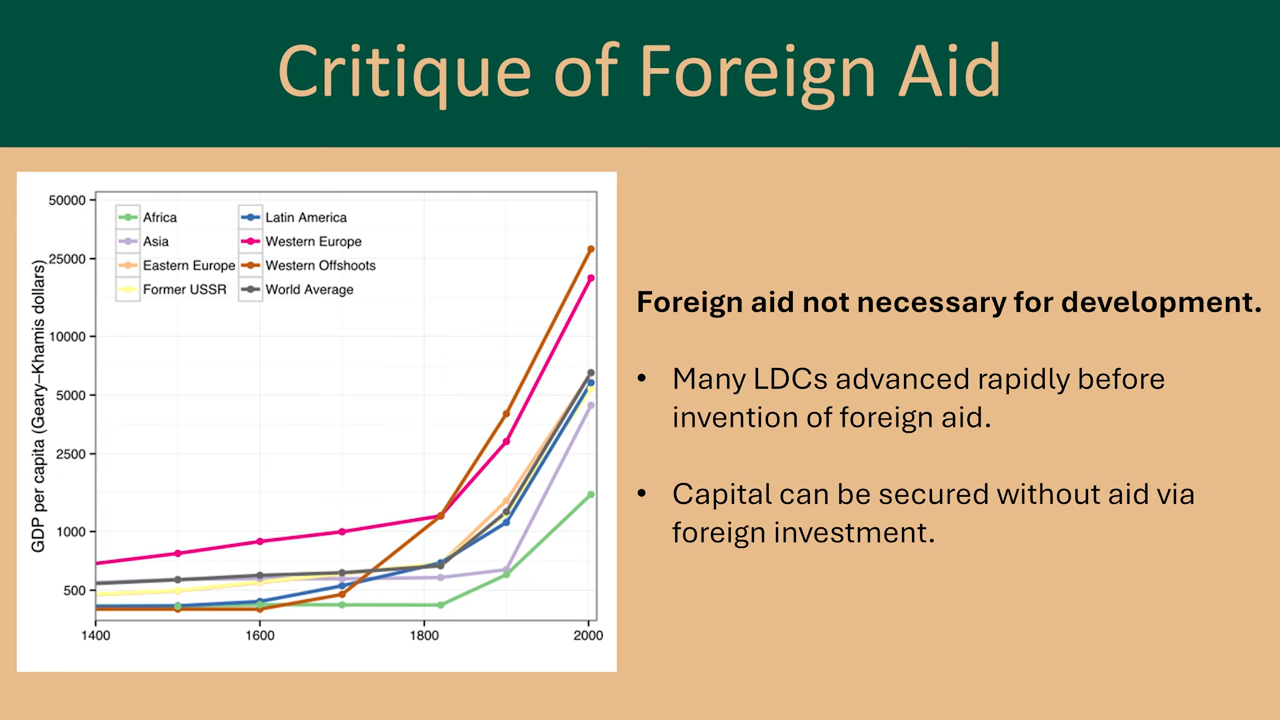 Critique of Foreign Aid
50000
25000
10000
5000
2500
1000
500
GDP per capita (Geary–Khamis dollars)
Africa
Asia
Eastern Europe
Former USSR
Latin America
Western Europe
Western Offshoots
World Average
1400
1600
1800
2000
Foreign aid not necessary for development.
• Many LDCs advanced rapidly before
invention of foreign aid.
• Capital can be secured without aid via
foreign investment.